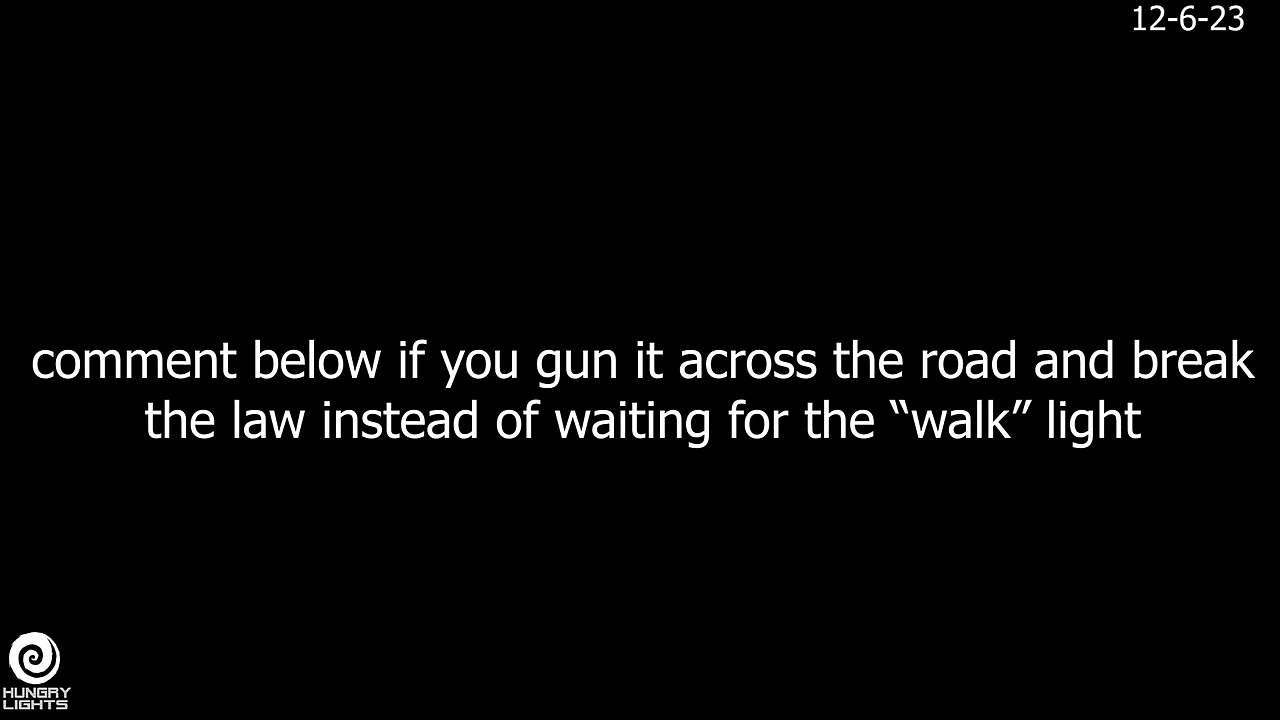 12-6-23
comment below if you gun it across the road and break
the law instead of waiting for the “walk” light
HUNGRY
LIGHTS